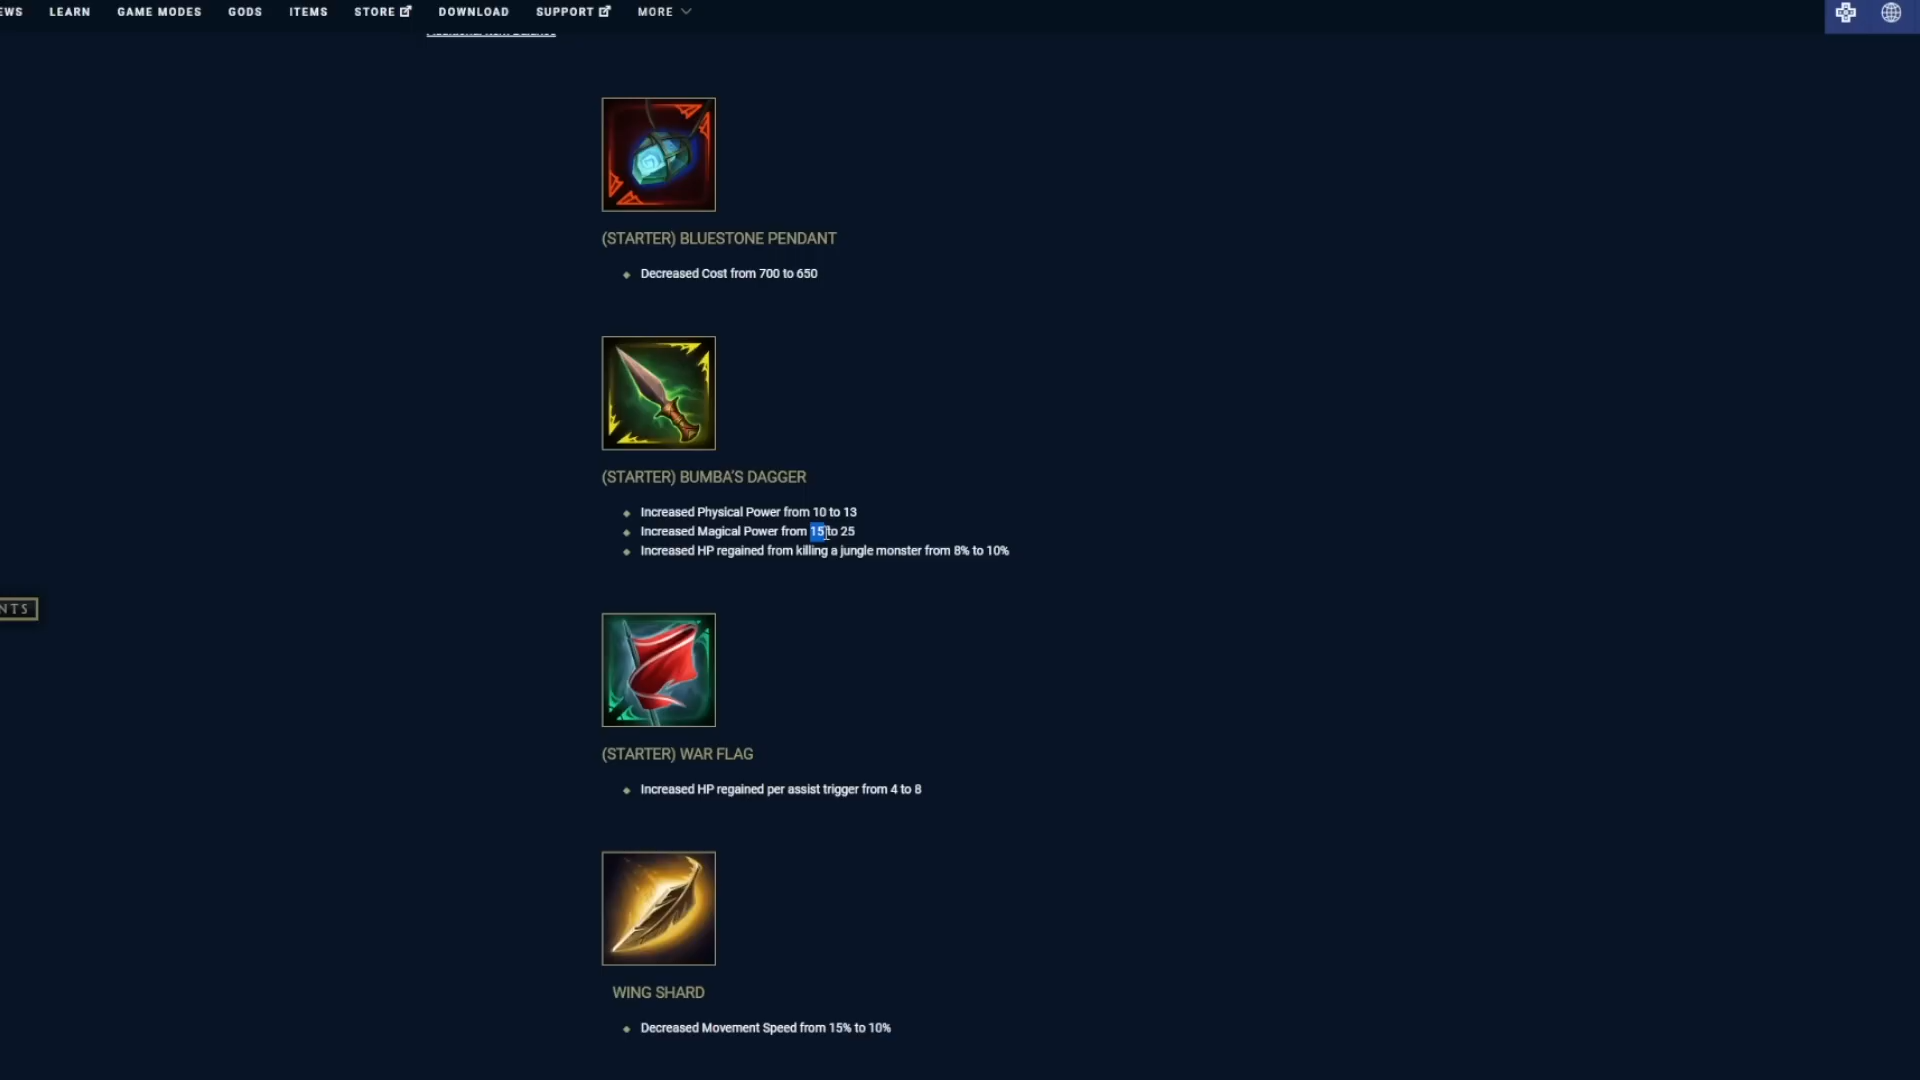 LEARN GAME MODES GODS ITEMS STORE DOWNLOAD SUPPORT MORE
(STARTER) BLUESTONE PENDANT
Decreased Cost from 700 to 650
(STARTER) BUMBA'S DAGGER
Increased Physical Power from 10 to 13
Increased Magical Power from 15 to 25
Increased HP regained from killing a jungle monster from 8% to 10%
NTS
(STARTER) WAR FLAG
Increased HP regained per assist trigger from 4 to 8
WING SHARD
Decreased Movement Speed from 15% to 10%